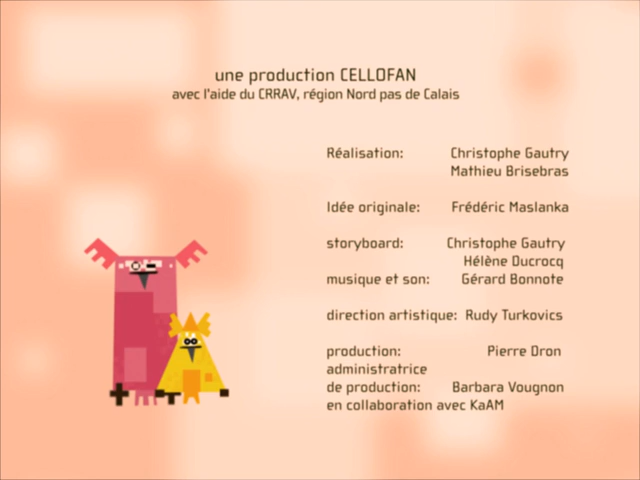 une production CELLOFAN
avec l'aide du CRRAV, région Nord pas de Calais
Réalisation: Christophe Gautry
Mathieu Brisebras
Idée originale: Frédéric Maslanka
storyboard: Christophe Gautry
Hélène Ducrocq
musique et son: Gérard Bonnote
direction artistique: Rudy Turkovics
production: Pierre Dron
administratrice
de production: Barbara Vougnon
en collaboration avec KaAM